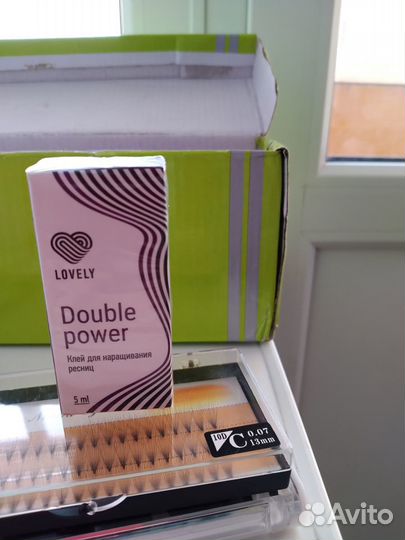 LOVELY
Double
power
Клей для наращивания
ресниц
5 ml
10D C 0.07
13mm
Avito